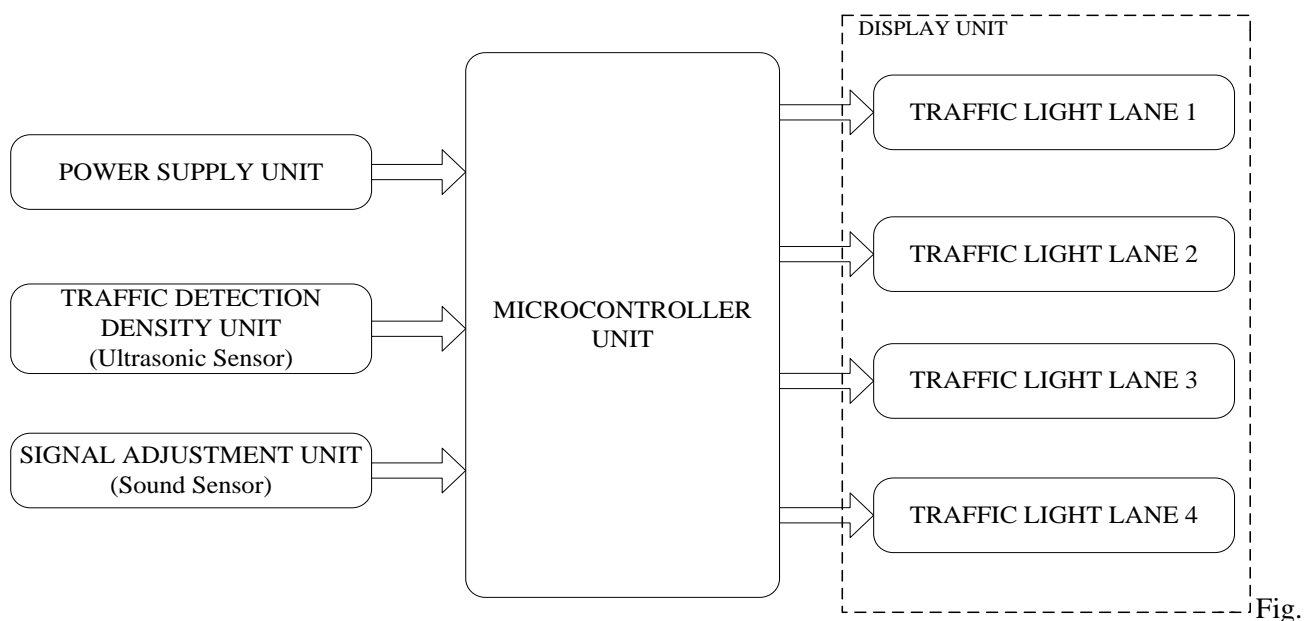 DISPLAY UNIT
POWER SUPPLY UNIT
TRAFFIC DETECTION
DENSITY UNIT
(Ultrasonic Sensor)
SIGNAL ADJUSTMENT UNIT
(Sound Sensor)
MICROCONTROLLER
UNIT
TRAFFIC LIGHT LANE 1
TRAFFIC LIGHT LANE 2
TRAFFIC LIGHT LANE 3
TRAFFIC LIGHT LANE 4
Fig.